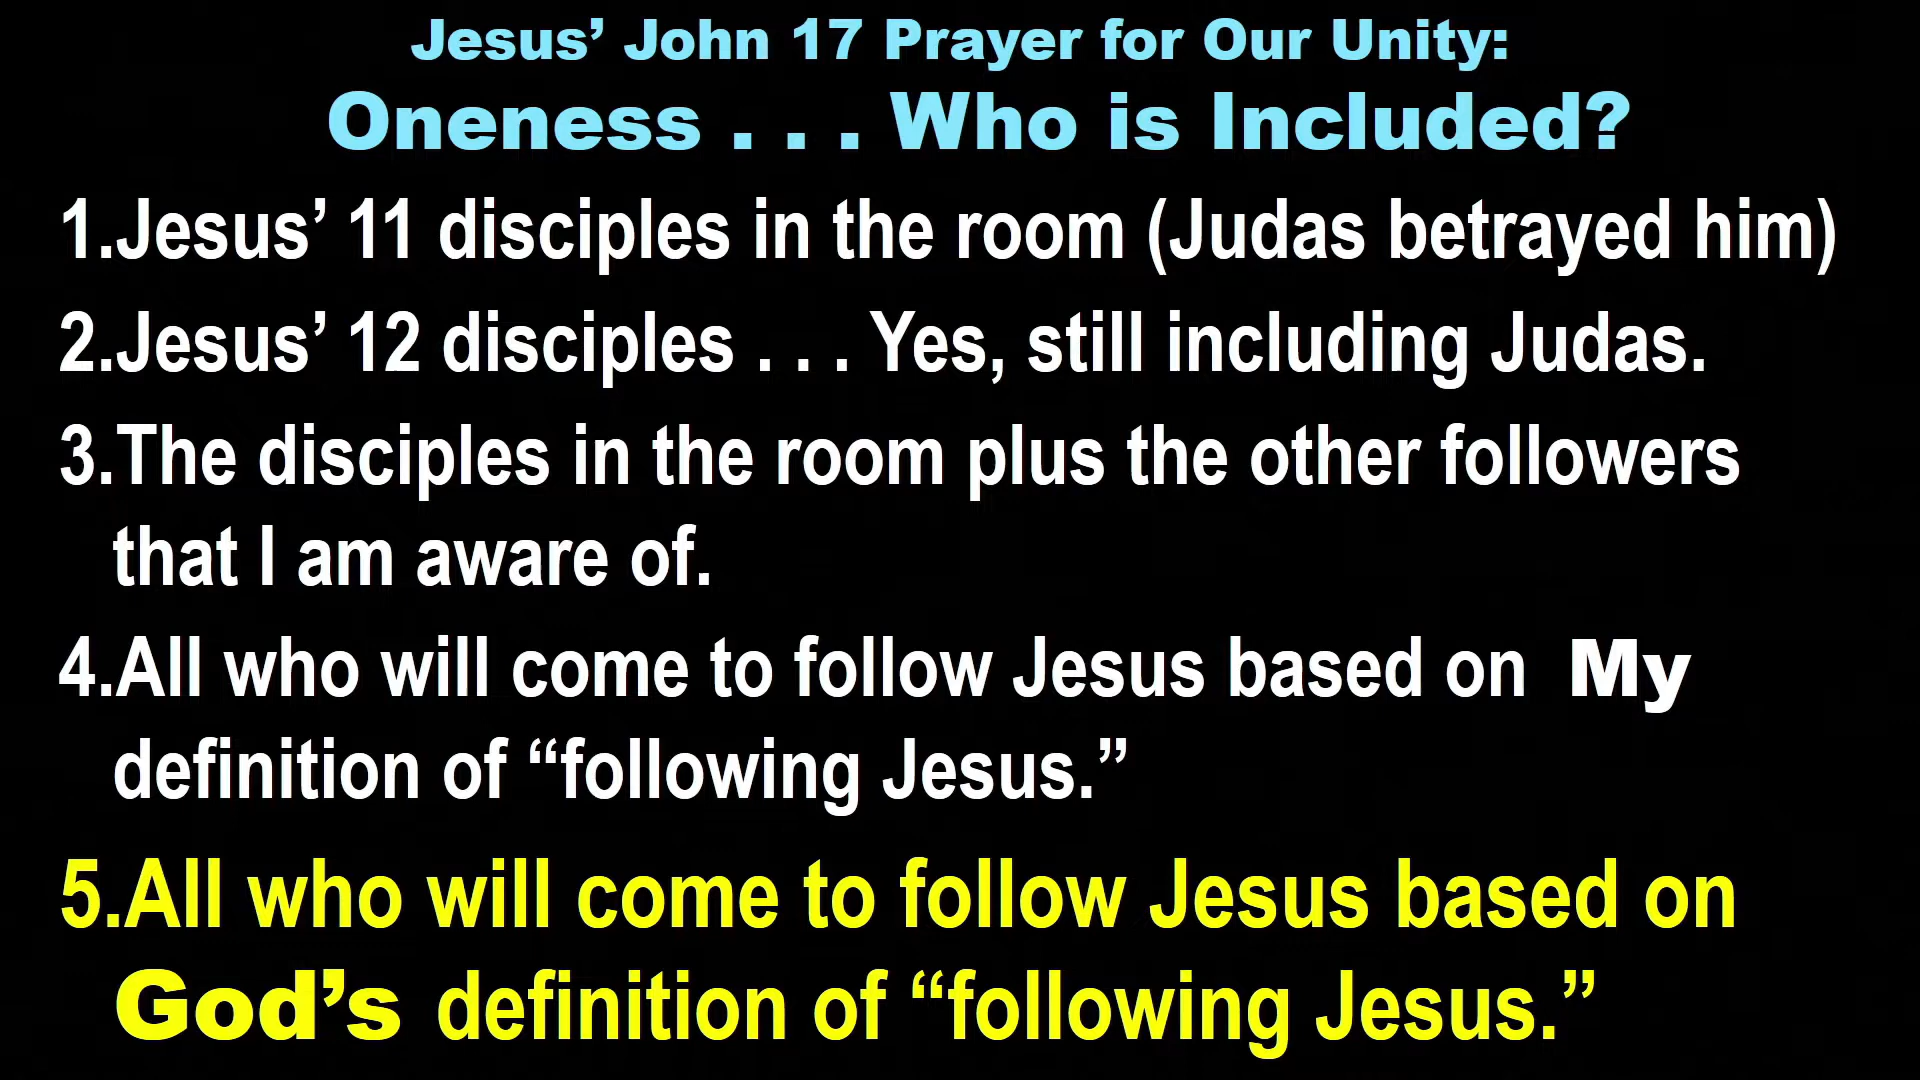 Jesus’ John 17 Prayer for Our Unity:
Oneness . . . Who is Included?
1.Jesus’ 11 disciples in the room (Judas betrayed him)
2.Jesus’ 12 disciples . . . Yes, still including Judas.
3.The disciples in the room plus the other followers
that I am aware of.
4.All who will come to follow Jesus based on My
definition of “following Jesus.”
5.All who will come to follow Jesus based on
God’s definition of “following Jesus.”